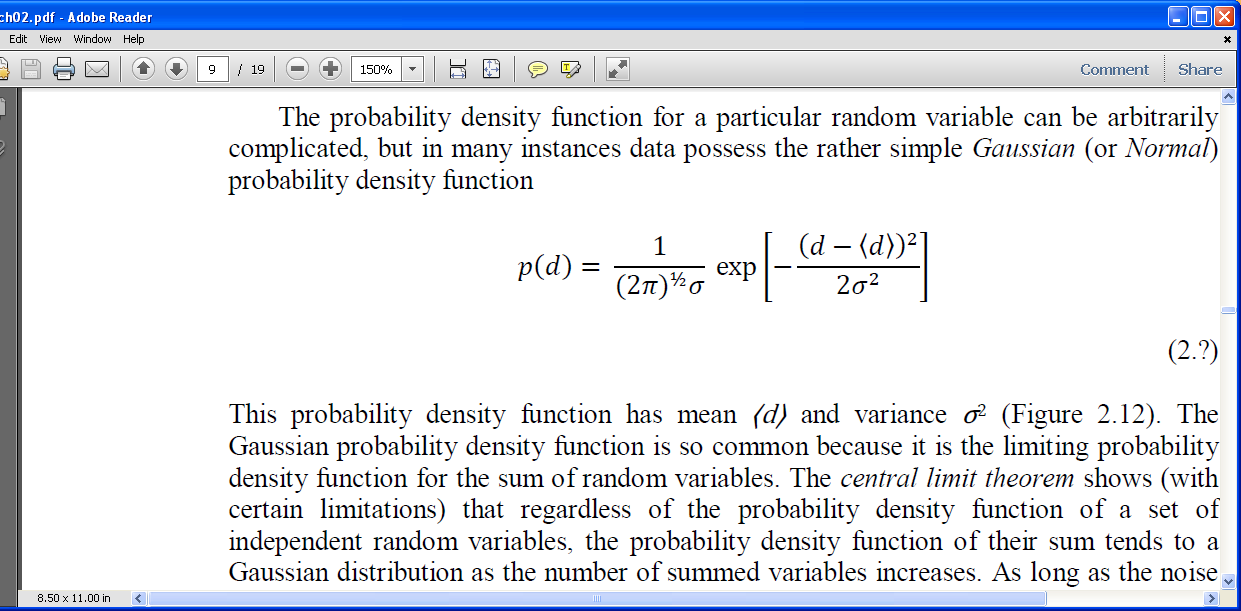 ch02.pdf - Adobe Reader
Edit View Window Help
9 / 19 150% Comment Share
The probability density function for a particular random variable can be arbitrarily
complicated, but in many instances data possess the rather simple Gaussian (or Normal)
probability density function
p(d) = 1 / ((2π)^½ σ) exp[−(d − ⟨d⟩)² / 2σ²]
(2.?)
This probability density function has mean ⟨d⟩ and variance σ² (Figure 2.12). The
Gaussian probability density function is so common because it is the limiting probability
density function for the sum of random variables. The central limit theorem shows (with
certain limitations) that regardless of the probability density function of a set of
independent random variables, the probability density function of their sum tends to a
Gaussian distribution as the number of summed variables increases. As long as the noise
8.50 x 11.00 in